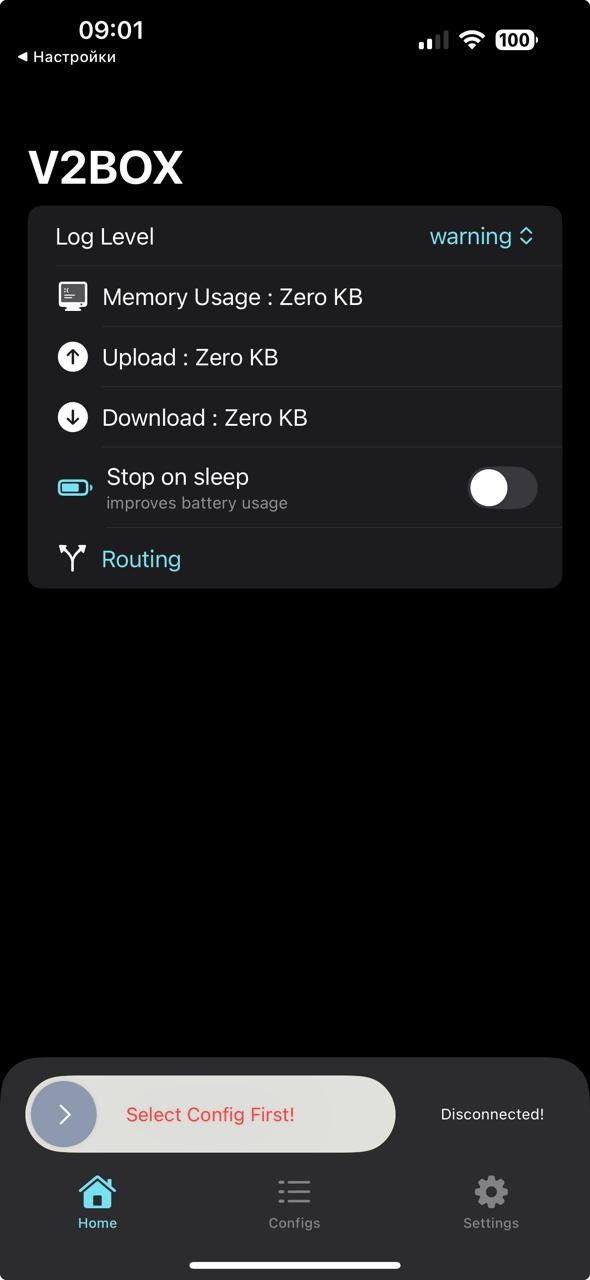 09:01
100
◀ Настройки
V2BOX
Log Level
warning
Memory Usage : Zero KB
Upload : Zero KB
Download : Zero KB
Stop on sleep
improves battery usage
Routing
Select Config First!
Disconnected!
Home
Configs
Settings